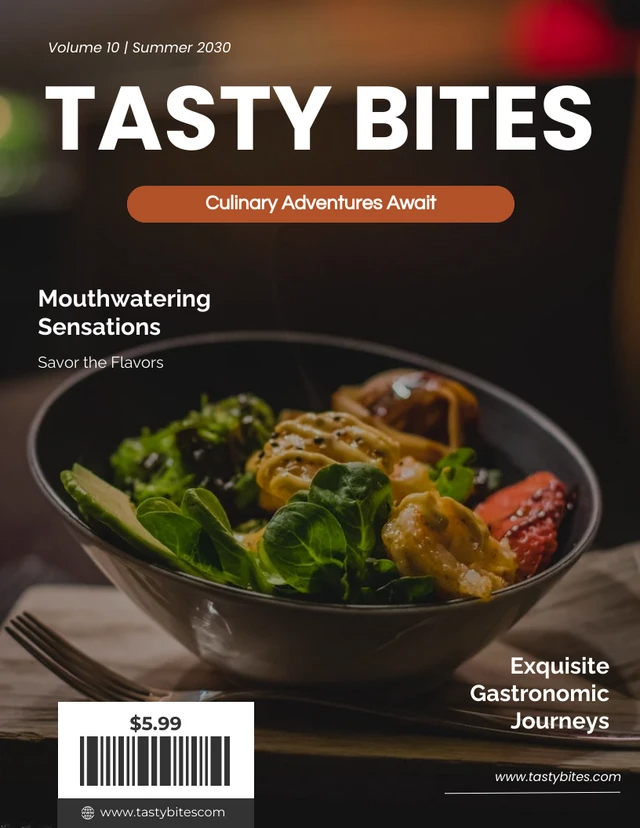 Volume 10 | Summer 2030
TASTY BITES
Culinary Adventures Await
Mouthwatering
Sensations
Savor the Flavors
Exquisite
Gastronomic
Journeys
www.tastybites.com
$5.99
www.tastybitescom